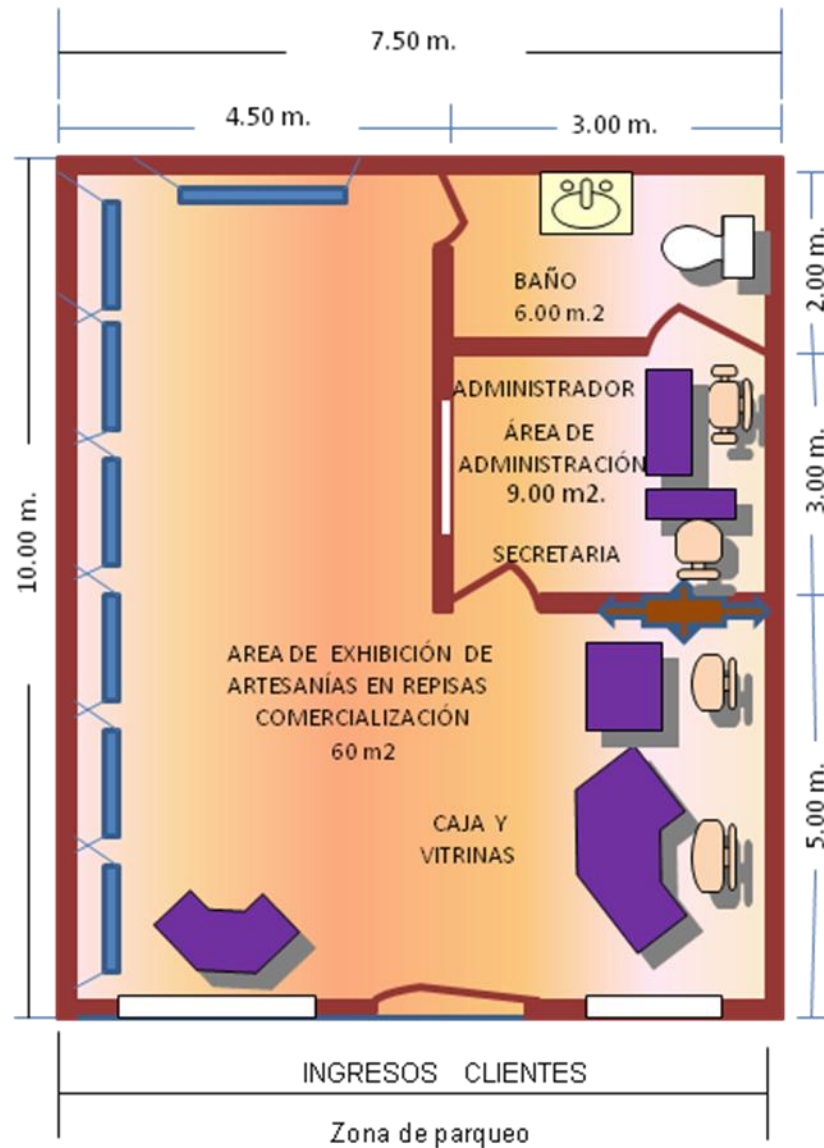 7.50 m.
4.50 m.
3.00 m.
10.00 m.
2.00 m.
BAÑO
6.00 m.2
3.00 m.
ADMINISTRADOR
ÁREA DE
ADMINISTRACIÓN
9.00 m2.
SECRETARIA
5.00 m.
AREA DE EXHIBICIÓN DE
ARTESANÍAS EN REPISAS
COMERCIALIZACIÓN
60 m2
CAJA Y
VITRINAS
INGRESOS CLIENTES
Zona de parqueo